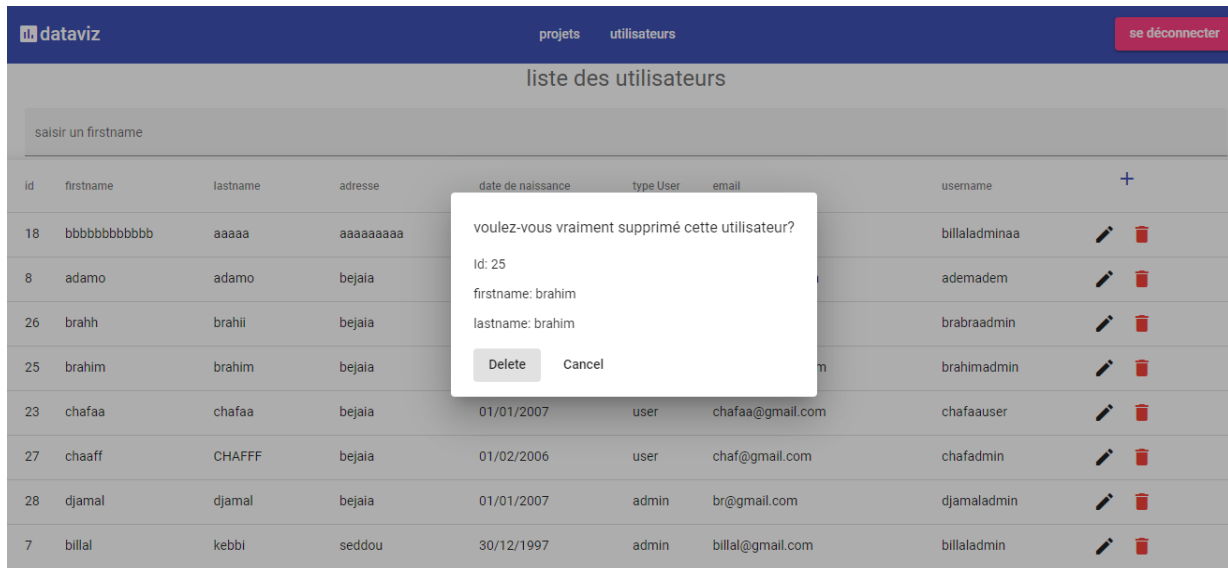 dataviz projets utilisateurs se déconnecter
liste des utilisateurs
saisir un firstname
id firstname lastname adresse date de naissance type User email username +
voulez-vous vraiment supprimé cette utilisateur?
Id: 25
firstname: brahim
lastname: brahim
Delete Cancel
18 bbbbbbbbbbbb aaaaa aaaaaaaaa billaladminaa
8 adamo adamo bejaia ademadem
26 brahh brahii bejaia brabraadmin
25 brahim brahim bejaia m brahimadmin
23 chafaa chafaa bejaia 01/01/2007 user chafaa@gmail.com chafaauser
27 chaaff CHAFFF bejaia 01/02/2006 user chaf@gmail.com chafadmin
28 djamal djamal bejaia 01/01/2007 admin br@gmail.com djamaladmin
7 billal kebbi seddou 30/12/1997 admin billal@gmail.com billaladmin